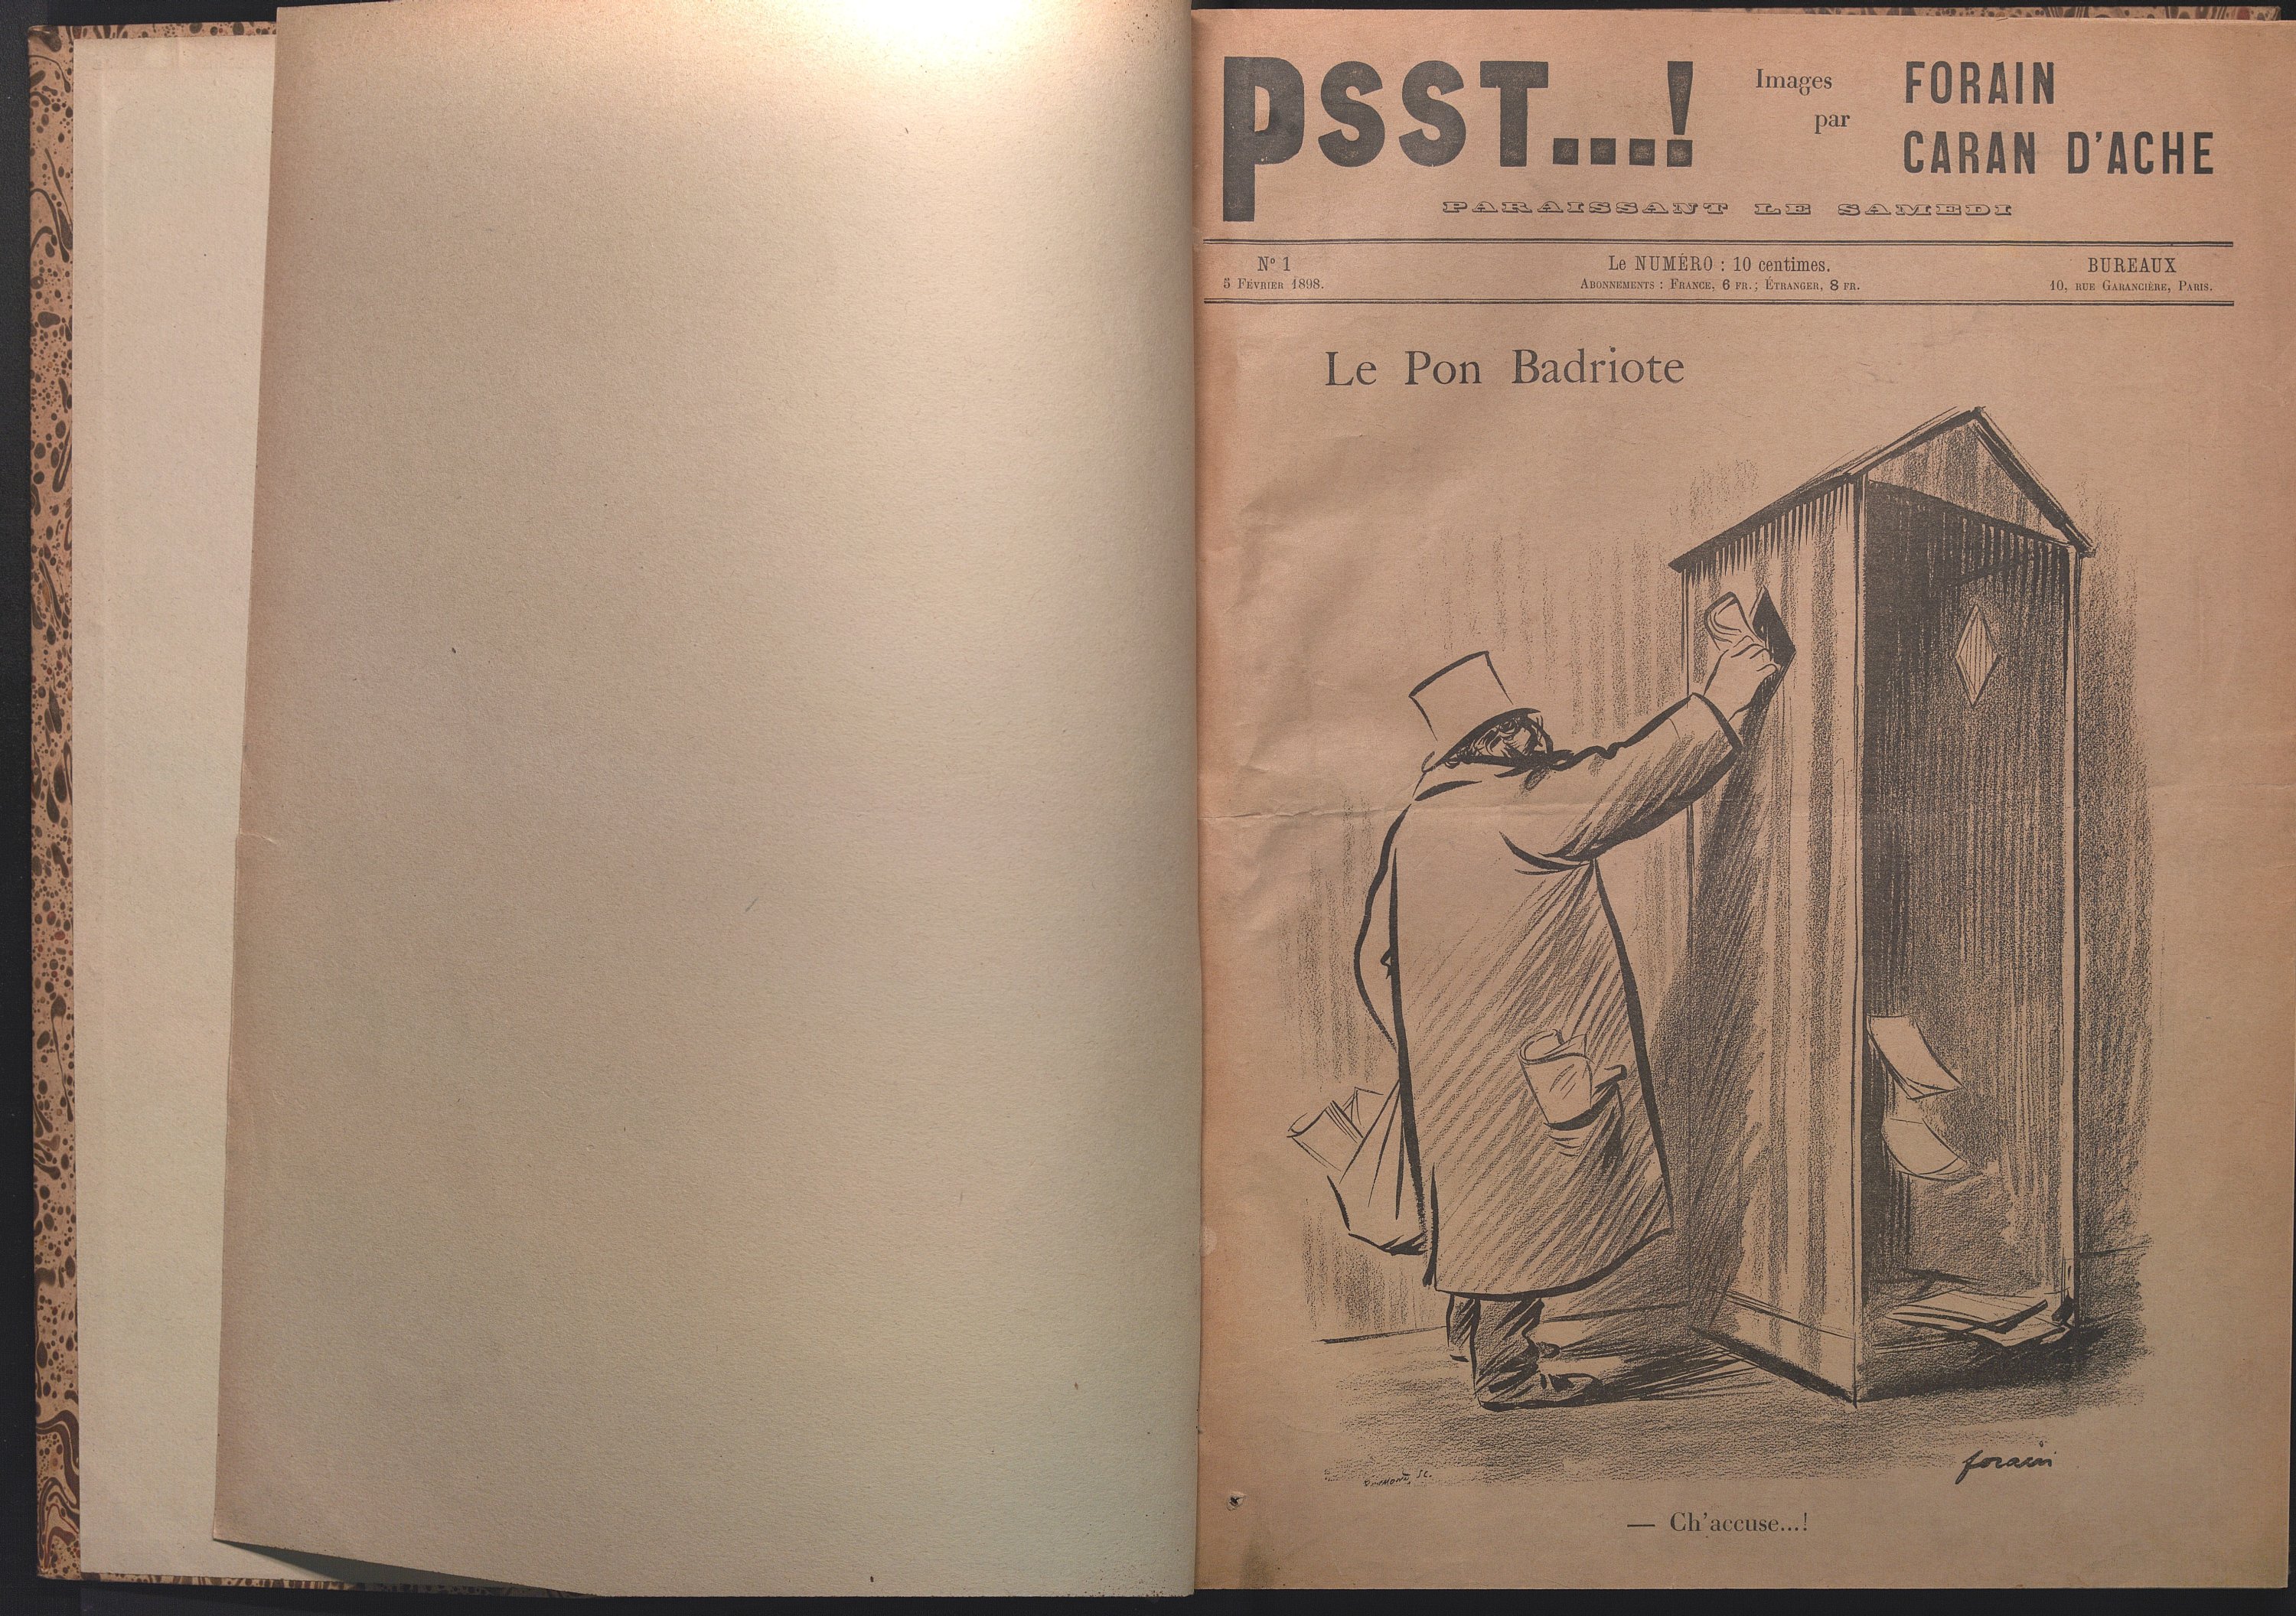 PSST...!
Images
par
FORAIN
CARAN D'ACHE
PARAISSANT LE SAMEDI
N° 1
5 Février 1898.
Le NUMÉRO : 10 centimes.
Abonnements : France, 6 fr.; Étranger, 8 fr.
BUREAUX
10, rue Garancière, Paris.
Le Pon Badriote
forain
— Ch'accuse...!